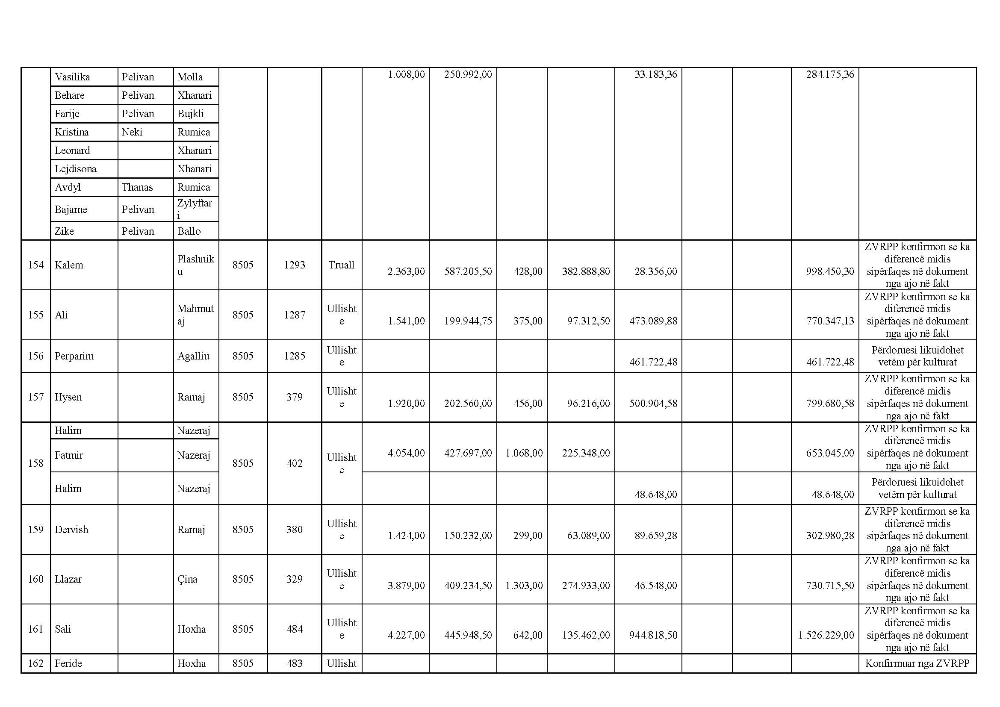 Vasilika Pelivan Molla 1.008,00 250.992,00 33.183,36 284.175,36
Behare Pelivan Xhanari
Farije Pelivan Bujkli
Kristina Neki Rumica
Leonard Xhanari
Lejdisona Xhanari
Avdyl Thanas Rumica
Bajame Pelivan Zylyftar
i
Zike Pelivan Ballo
154 Kalem Plashnik
u
8505 1293 Truall 2.363,00 587.205,50 428,00 382.888,80 28.356,00 998.450,30
ZVRPP konfirmon se ka
diferencë midis
sipërfaqes në dokument
nga ajo në fakt
155 Ali Mahmut
aj
8505 1287 Ullisht
e
1.541,00 199.944,75 375,00 97.312,50 473.089,88 770.347,13
ZVRPP konfirmon se ka
diferencë midis
sipërfaqes në dokument
nga ajo në fakt
156 Perparim Agalliu 8505 1285 Ullisht
e
461.722,48 461.722,48
Përdoruesi likuidohet
vetëm për kulturat
157 Hysen Ramaj 8505 379 Ullisht
e
1.920,00 202.560,00 456,00 96.216,00 500.904,58 799.680,58
ZVRPP konfirmon se ka
diferencë midis
sipërfaqes në dokument
nga ajo në fakt
158 Halim Nazeraj
Fatmir Nazeraj
Halim Nazeraj
8505 402 Ullisht
e
4.054,00 427.697,00 1.068,00 225.348,00 653.045,00
ZVRPP konfirmon se ka
diferencë midis
sipërfaqes në dokument
nga ajo në fakt
48.648,00 48.648,00
Përdoruesi likuidohet
vetëm për kulturat
159 Dervish Ramaj 8505 380 Ullisht
e
1.424,00 150.232,00 299,00 63.089,00 89.659,28 302.980,28
ZVRPP konfirmon se ka
diferencë midis
sipërfaqes në dokument
nga ajo në fakt
160 Llazar Çina 8505 329 Ullisht
e
3.879,00 409.234,50 1.303,00 274.933,00 46.548,00 730.715,50
ZVRPP konfirmon se ka
diferencë midis
sipërfaqes në dokument
nga ajo në fakt
161 Sali Hoxha 8505 484 Ullisht
e
4.227,00 445.948,50 642,00 135.462,00 944.818,50 1.526.229,00
ZVRPP konfirmon se ka
diferencë midis
sipërfaqes në dokument
nga ajo në fakt
162 Feride Hoxha 8505 483 Ullisht Konfirmuar nga ZVRPP